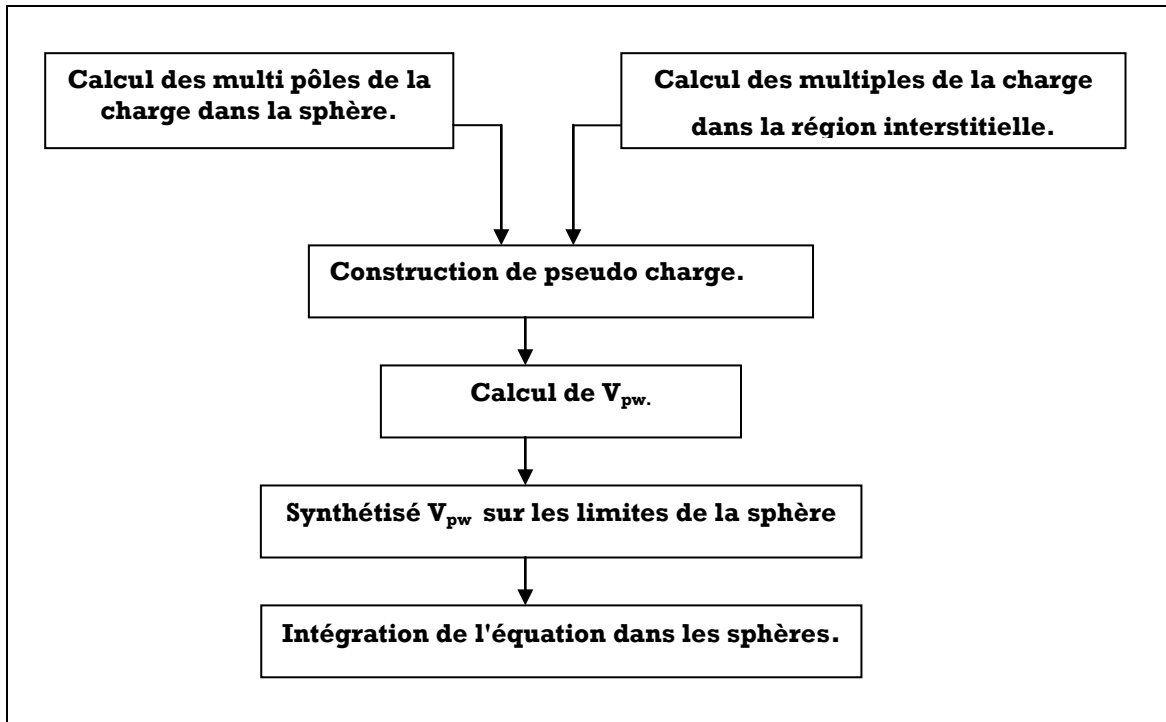 Calcul des multi pôles de la
charge dans la sphère.
Calcul des multiples de la charge
dans la région interstitielle.
Construction de pseudo charge.
Calcul de Vpw.
Synthétisé Vpw sur les limites de la sphère
Intégration de l'équation dans les sphères.